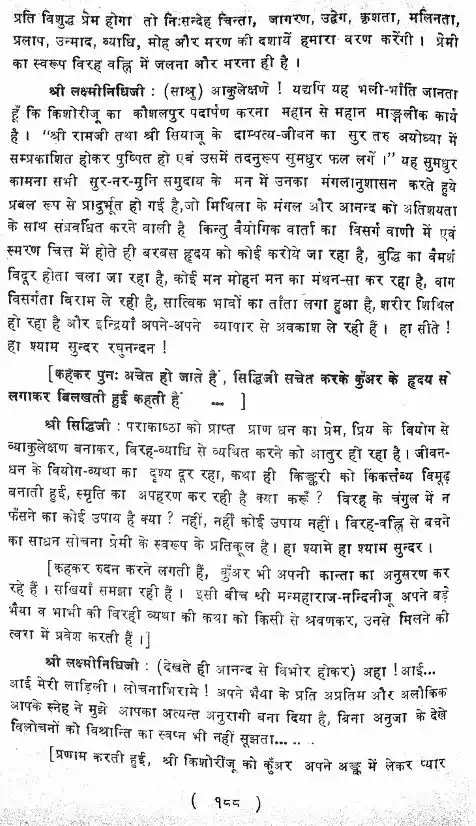 प्रति विशुद्ध प्रेम होगा तो निःसन्देह चिन्ता, जागरण, उद्वेग, कृशता, मलिनता,
प्रलाप, उन्माद, व्याधि, मोह और मरण की दशायें हमारा वरण करेंगी । प्रेमी
का स्वरूप विरह वह्नि में जलना और मरना ही है ।
श्री लक्ष्मीनिधिजी : (साश्रु) आकुलेक्षणे ! यद्यपि यह भली-भाँति जानता
हूँ कि किशोरीजू का कौशलपुर पदार्पण करना महान से महान माङ्गलीक कार्य
है । "श्री रामजी तथा श्री सियाजू के दाम्पत्य-जीवन का सुर तरु अयोध्या में
सम्प्रकाशित होकर पुष्पित हो एवं उसमें तदनुरूप सुमधुर फल लगें ।" यह सुमधुर
कामना सभी सुर-नर-मुनि समुदाय के मन में उनका मंगलानुशासन करते हुये
प्रबल रूप से प्रादुर्भूत हो गई है,जो मिथिला के मंगल और आनन्द को अतिशयता
के साथ संप्रवर्धित करने वाली है किन्तु वैयोगिक वार्ता का विसर्ग वाणी में एवं
स्मरण चित्त में होते ही बरबस हृदय को कोई करोये जा रहा है, बुद्धि का वैमर्श
विदूर होता चला जा रहा है, कोई मन मोहन मन का मंथन-सा कर रहा है, वाग
विसर्गता विराम ले रही है, सात्विक भावों का ताँता लगा हुआ है, शरीर शिथिल
हो रहा है और इन्द्रियाँ अपने-अपने व्यापार से अवकाश ले रही हैं । हा सीते !
हा श्याम सुन्दर रघुनन्दन !
[कहकर पुनः अचेत हो जाते हैं, सिद्धिजी सचेत करके कुँअर के हृदय से
लगाकर बिलखती हुई कहती हैं — ]
श्री सिद्धिजी : पराकाष्ठा को प्राप्त प्राण धन का प्रेम, प्रिय के वियोग से
व्याकुलेक्षण बनाकर, विरह-व्याधि से व्यथित करने को आतुर हो रहा है । जीवन-
धन के वियोग-व्यथा का दृश्य दूर रहा, कथा ही किङ्करी को किंकर्त्तव्य विमूढ़
बनाती हुई, स्मृति का अपहरण कर रही है क्या करूँ ? विरह के चंगुल में न
फँसने का कोई उपाय है क्या ? नहीं, नहीं कोई उपाय नहीं । विरह-वह्नि से बचने
का साधन सोचना प्रेमी के स्वरूप के प्रतिकूल है । हा श्यामे हा श्याम सुन्दर ।
[कहकर रुदन करने लगती हैं, कुँअर भी अपनी कान्ता का अनुसरण कर
रहे हैं । सखियाँ समझा रही हैं । इसी बीच श्री मन्महाराज-नन्दिनीजू अपने बड़े
भैया व भाभी की विरही व्यथा की कथा को किसी से श्रवणकर, उनसे मिलने की
त्वरा में प्रवेश करती हैं ।]
श्री लक्ष्मीनिधिजी : (देखते ही आनन्द से विभोर होकर) अहा ! आई...
आई मेरी लाड़िली । लोचनाभिरामे ! अपने भैया के प्रति अप्रतिम और अलौकिक
आपके स्नेह ने मुझे आपका अत्यन्त अनुरागी बना दिया है, बिना अनुजा के देखे
विलोचनों को विश्रान्ति का स्वप्न भी नहीं सूझता... .. ..
[प्रणाम करती हुई, श्री किशोरीजू को कुँअर अपने अङ्क में लेकर प्यार
( १८८ )